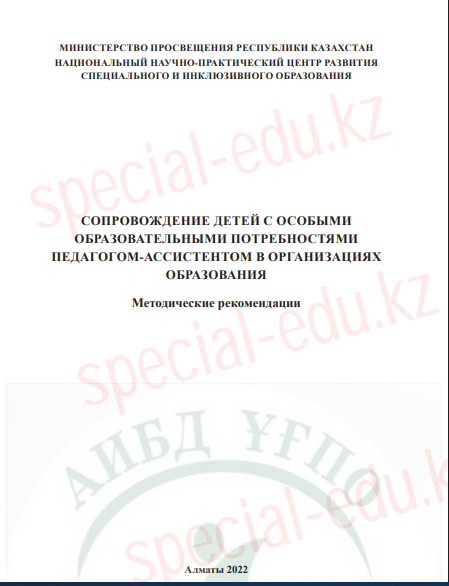 МИНИСТЕРСТВО ПРОСВЕЩЕНИЯ РЕСПУБЛИКИ КАЗАХСТАН
НАЦИОНАЛЬНЫЙ НАУЧНО-ПРАКТИЧЕСКИЙ ЦЕНТР РАЗВИТИЯ
СПЕЦИАЛЬНОГО И ИНКЛЮЗИВНОГО ОБРАЗОВАНИЯ
special-edu.kz
СОПРОВОЖДЕНИЕ ДЕТЕЙ С ОСОБЫМИ
ОБРАЗОВАТЕЛЬНЫМИ ПОТРЕБНОСТЯМИ
ПЕДАГОГОМ-АССИСТЕНТОМ В ОРГАНИЗАЦИЯХ
ОБРАЗОВАНИЯ
Методические рекомендации
special-edu.kz
АИБД ҰҒПО
special-edu.kz
Алматы 2022